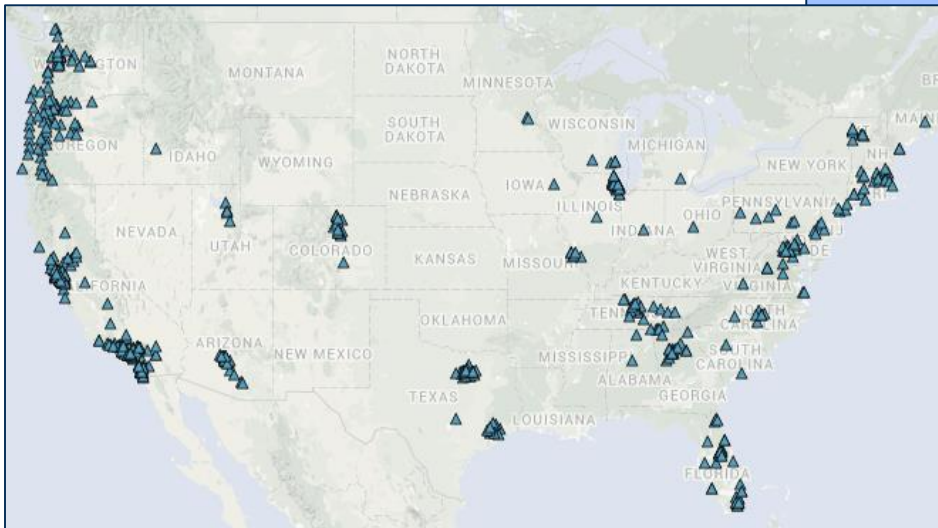 NORTH
DAKOTA
MONTANA
MINNESOTA
SOUTH
DAKOTA
WISCONSIN
MICHIGAN
OREGON
IDAHO
WYOMING
NEW YORK
NH
NEBRASKA
IOWA
ILLINOIS
INDIANA
OHIO
PENNSYLVANIA
NEVADA
UTAH
COLORADO
KANSAS
MISSOURI
WEST
VIRGINIA
KENTUCKY
VIRGINIA
DE
ARIZONA
NEW MEXICO
OKLAHOMA
NORTH
CAROLINA
MISSISSIPPI
SOUTH
CAROLINA
ALABAMA
GEORGIA
TEXAS
LOUISIANA
FLORIDA